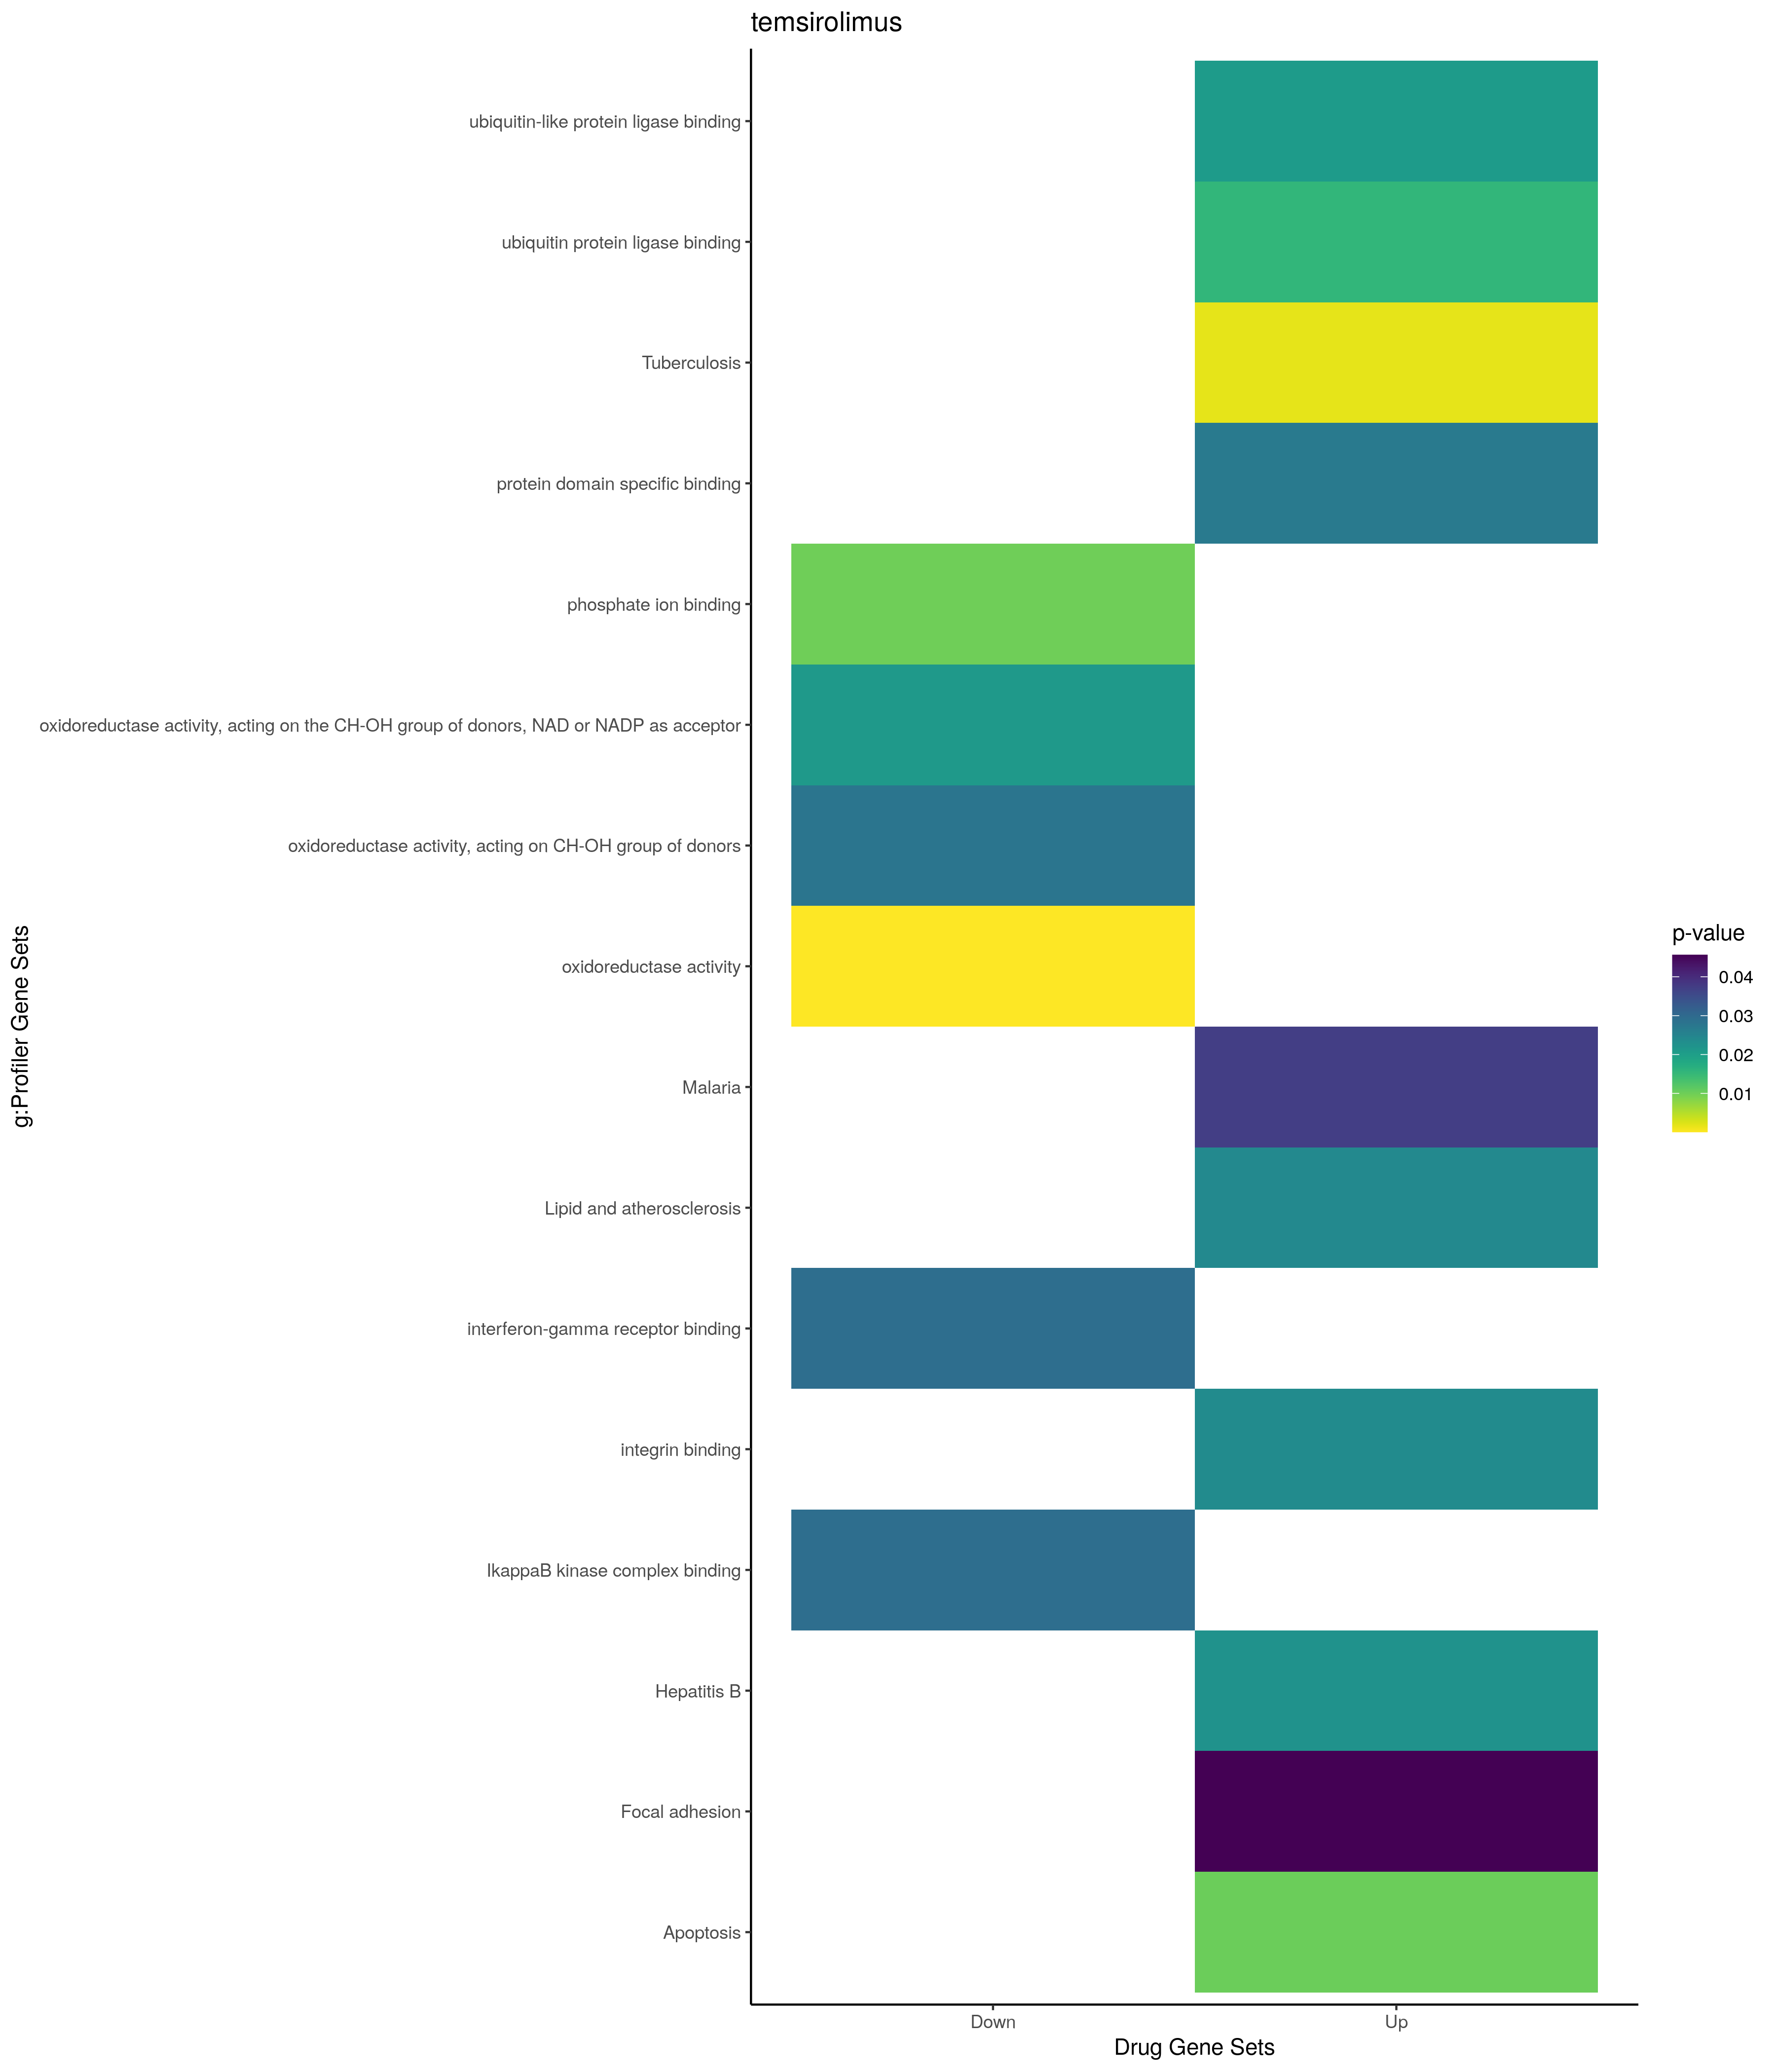 temsirolimus
ubiquitin-like protein ligase binding
ubiquitin protein ligase binding
Tuberculosis
protein domain specific binding
phosphate ion binding
oxidoreductase activity, acting on the CH-OH group of donors, NAD or NADP as acceptor
oxidoreductase activity, acting on CH-OH group of donors
oxidoreductase activity
Malaria
Lipid and atherosclerosis
interferon-gamma receptor binding
integrin binding
IkappaB kinase complex binding
Hepatitis B
Focal adhesion
Apoptosis
g:Profiler Gene Sets
Down
Up
Drug Gene Sets
p-value
0.04
0.03
0.02
0.01